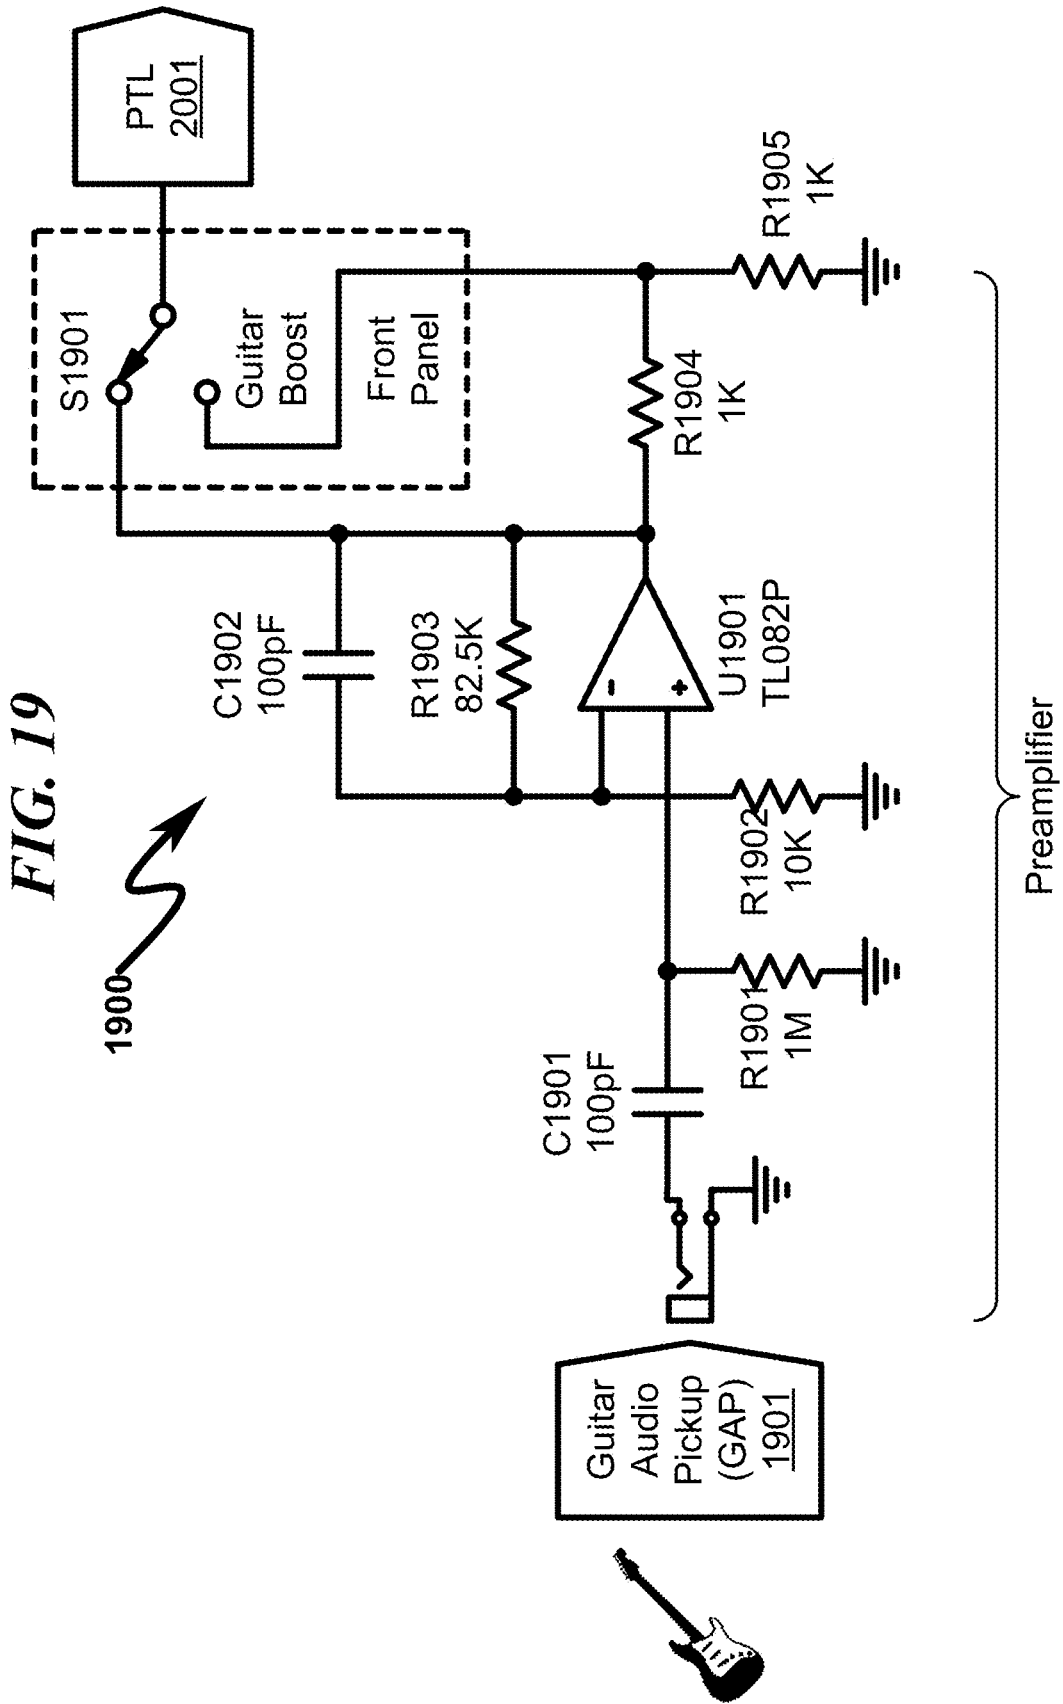 FIG. 19
1900
Guitar
Audio
Pickup
(GAP)
1901
C1901
100pF
R1901
1M
R1902
10K
C1902
100pF
R1903
82.5K
-
+
U1901
TL082P
R1904
1K
R1905
1K
S1901
Guitar
Boost
Front
Panel
PTL
2001
Preamplifier